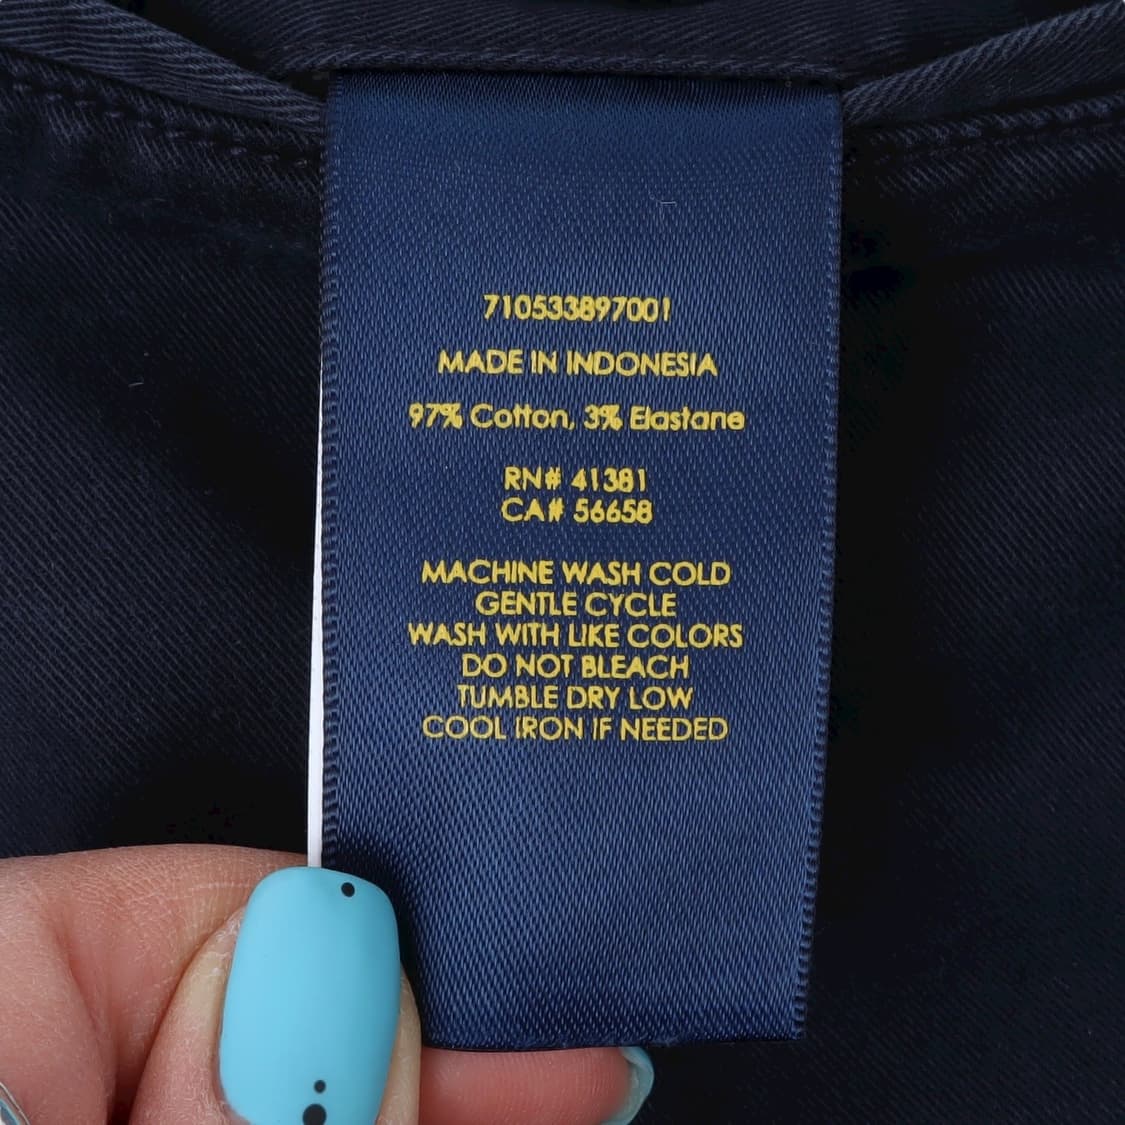 710533897001
MADE IN INDONESIA
97% Cotton, 3% Elastane
RN# 41381
CA# 56658
MACHINE WASH COLD
GENTLE CYCLE
WASH WITH LIKE COLORS
DO NOT BLEACH
TUMBLE DRY LOW
COOL IRON IF NEEDED